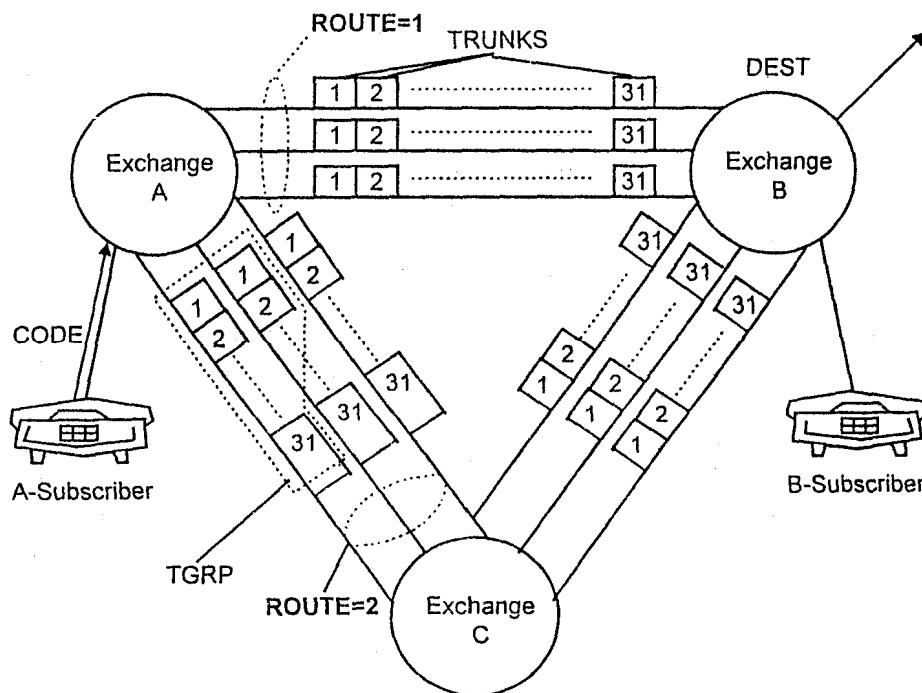 ROUTE=1
TRUNKS
DEST
1 2 31
1 2 31
1 2 31
Exchange
A
Exchange
B
1 2 31
1 2 31
1 2 31
31 2 1
31 2 1
31 2 1
CODE
A-Subscriber
B-Subscriber
TGRP
ROUTE=2
Exchange
C